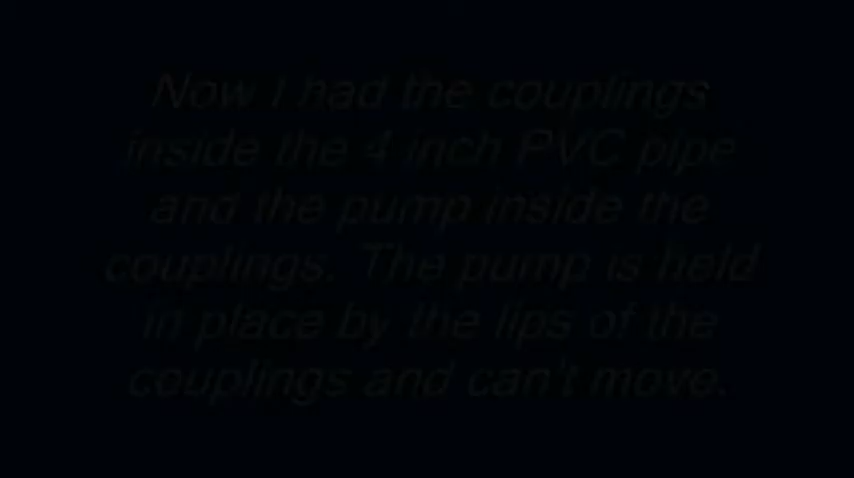 Now I had the couplings
inside the 4 inch PVC pipe
and the pump inside the
couplings. The pump is held
in place by the lips of the
couplings and can't move.